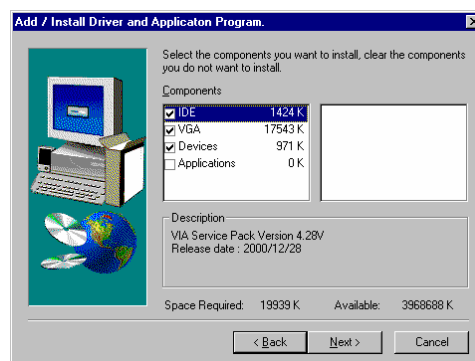 Add / Install Driver and Applicaton Program.
Select the components you want to install, clear the components
you do not want to install.
Components
IDE 1424 K
VGA 17543 K
Devices 971 K
Applications 0 K
Description
VIA Service Pack Version 4.28V
Release date : 2000/12/28
Space Required: 19939 K Available: 3968688 K
< Back Next > Cancel